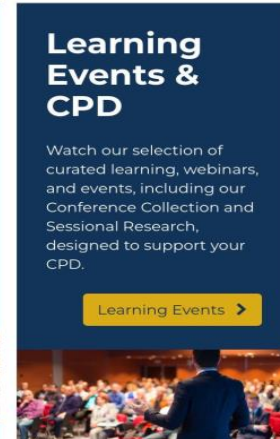 Learning
Events &
CPD
Watch our selection of
curated learning, webinars,
and events, including our
Conference Collection and
Sessional Research,
designed to support your
CPD.
Learning Events